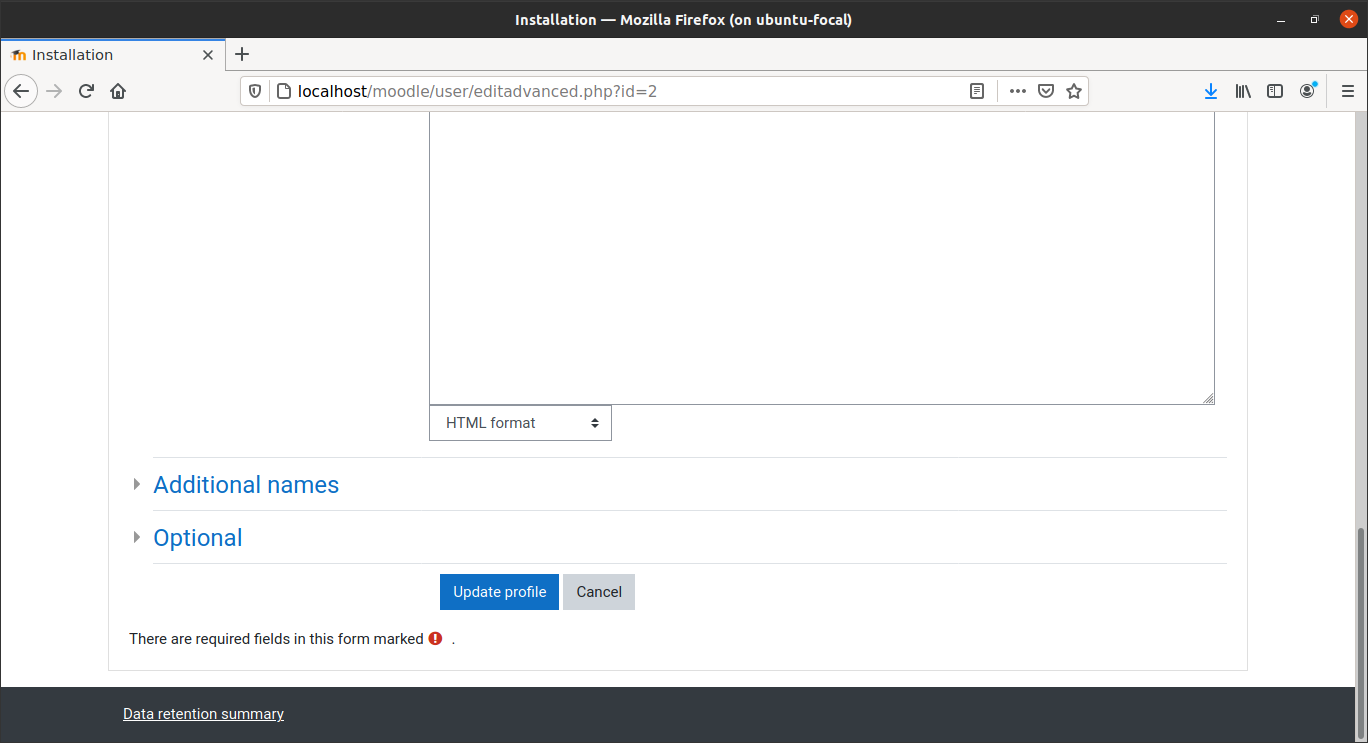 Installation — Mozilla Firefox (on ubuntu-focal)
Installation
localhost/moodle/user/editadvanced.php?id=2
HTML format
Additional names
Optional
Update profile Cancel
There are required fields in this form marked .
Data retention summary